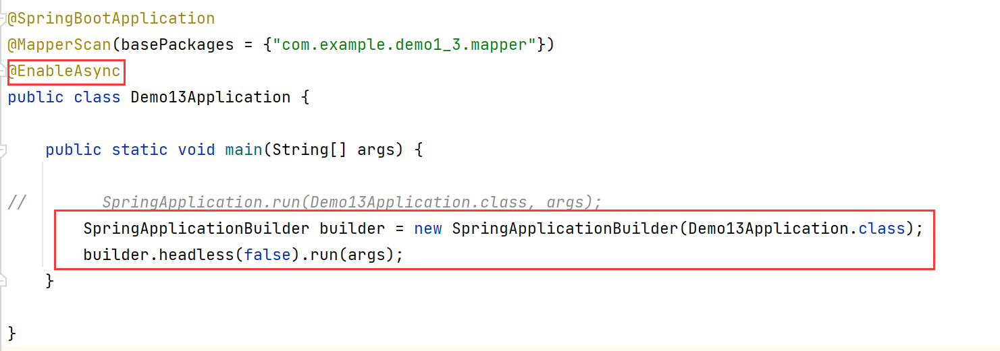 @SpringBootApplication
@MapperScan(basePackages = {"com.example.demo1_3.mapper"})
@EnableAsync
public class Demo13Application {
public static void main(String[] args) {
//        SpringApplication.run(Demo13Application.class, args);
SpringApplicationBuilder builder = new SpringApplicationBuilder(Demo13Application.class);
builder.headless(false).run(args);
}
}